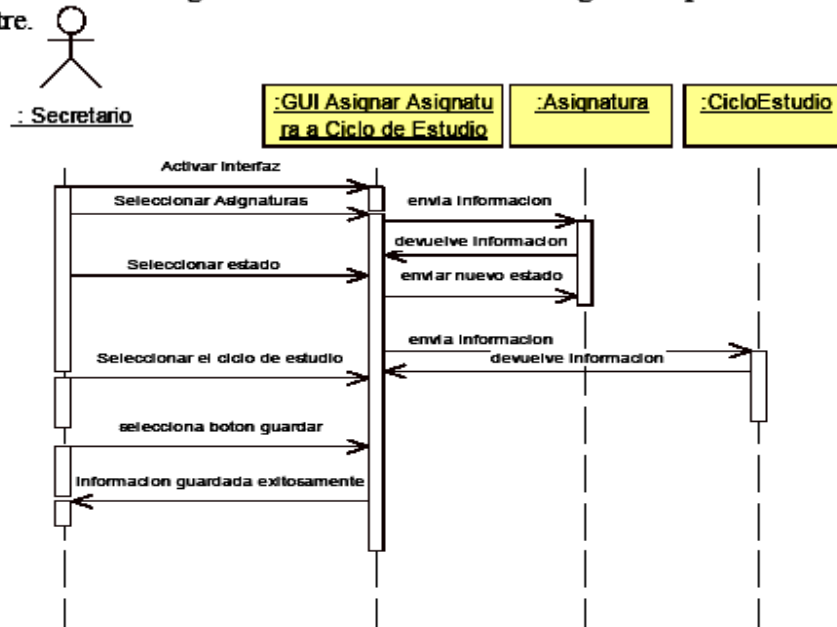 tre.
: Secretario
:GUI Asignar Asignatu
ra a Ciclo de Estudio
:Asignatura
:CicloEstudio
Activar Interfaz
Seleccionar Asignaturas
envia Informacion
devuelve Informacion
Seleccionar estado
enviar nuevo estado
envia Informacion
Seleccionar el ciclo de estudio
devuelve Informacion
selecciona boton guardar
Informacion guardada exitosamente